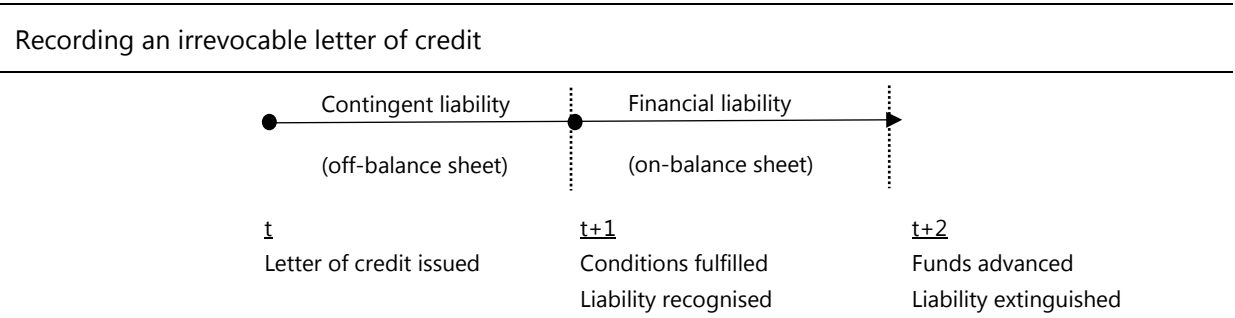 Recording an irrevocable letter of credit
Contingent liability
Financial liability
(off-balance sheet)
(on-balance sheet)
t
t+1
t+2
Letter of credit issued
Conditions fulfilled
Funds advanced
Liability recognised
Liability extinguished